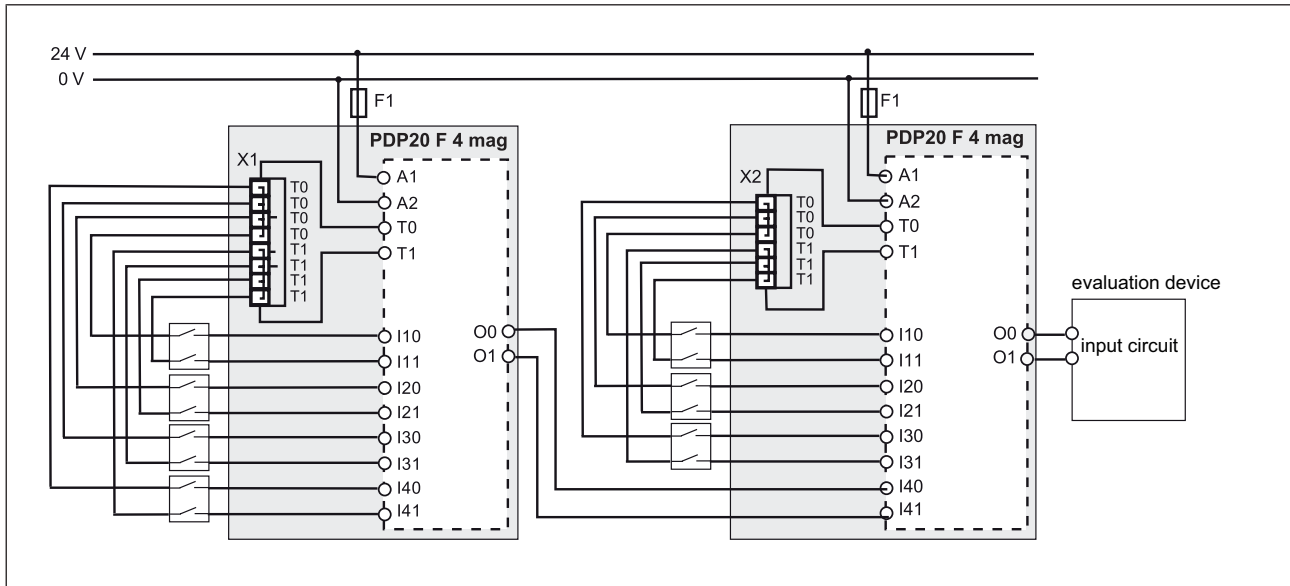 24 V
0 V
F1
F1
PDP20 F 4 mag
PDP20 F 4 mag
X1
T0
T0
T0
T0
T1
T1
T1
T1
A1
A2
T0
T1
I10
I11
I20
I21
I30
I31
I40
I41
O0
O1
X2
T0
T0
T0
T1
T1
T1
A1
A2
T0
T1
I10
I11
I20
I21
I30
I31
I40
I41
O0
O1
evaluation device
input circuit